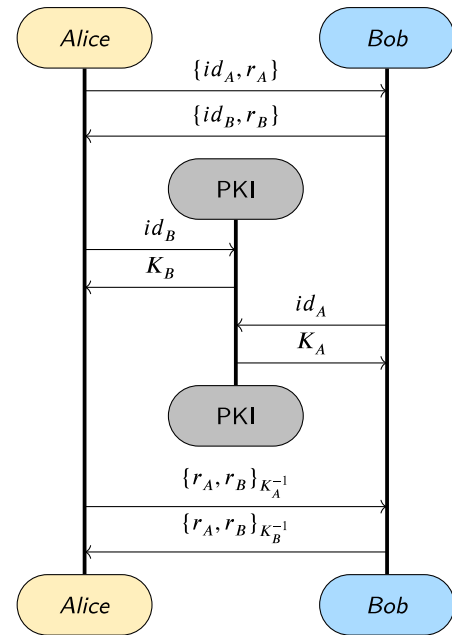 Alice Bob
{id_A, r_A}
{id_B, r_B}
PKI
id_B
K_B
id_A
K_A
PKI
{r_A, r_B}_{K_A^{-1}}
{r_A, r_B}_{K_B^{-1}}
Alice Bob